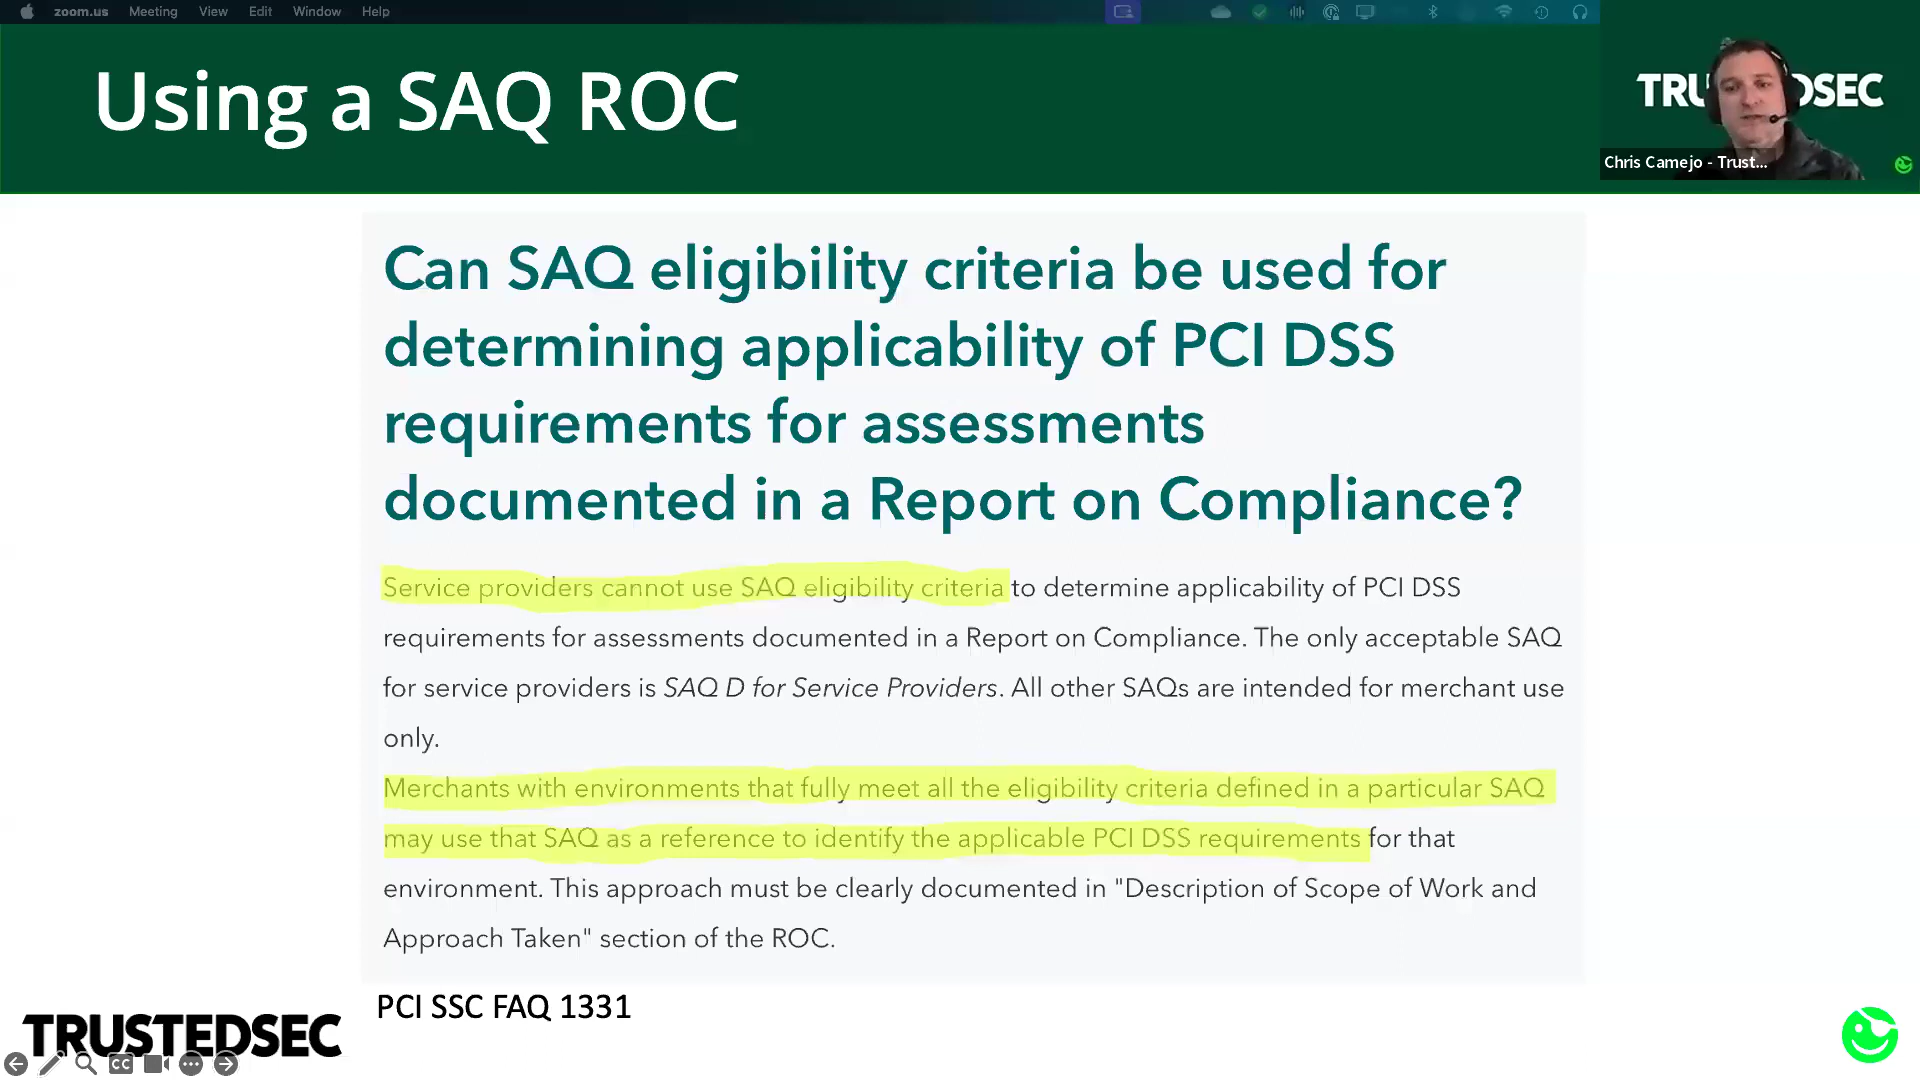 zoom.us Meeting View Edit Window Help
Using a SAQ ROC
TRUSTEDSEC
Chris Camejo - Trust...
Can SAQ eligibility criteria be used for
determining applicability of PCI DSS
requirements for assessments
documented in a Report on Compliance?
Service providers cannot use SAQ eligibility criteria to determine applicability of PCI DSS
requirements for assessments documented in a Report on Compliance. The only acceptable SAQ
for service providers is SAQ D for Service Providers. All other SAQs are intended for merchant use
only.
Merchants with environments that fully meet all the eligibility criteria defined in a particular SAQ
may use that SAQ as a reference to identify the applicable PCI DSS requirements for that
environment. This approach must be clearly documented in "Description of Scope of Work and
Approach Taken" section of the ROC.
PCI SSC FAQ 1331
TRUSTEDSEC
CC